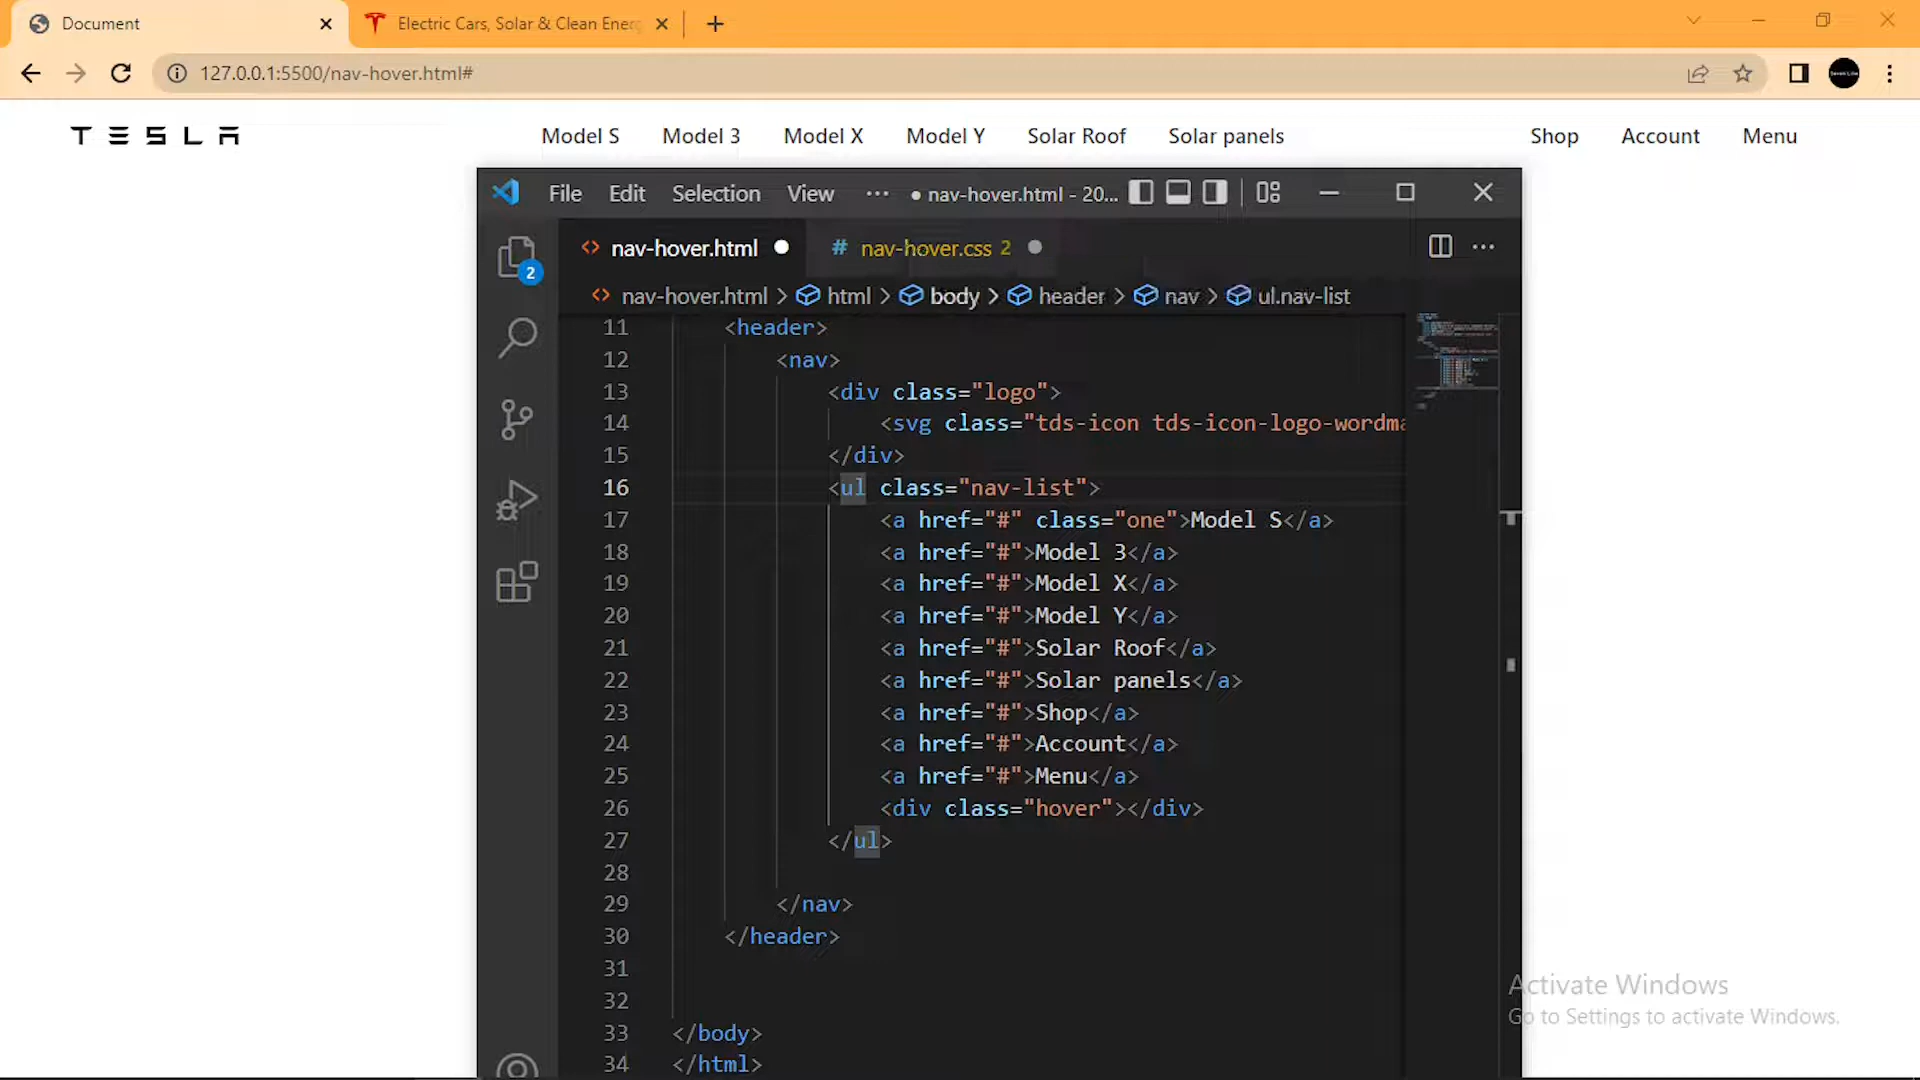 Document
Electric Cars, Solar & Clean Energ
127.0.0.1:5500/nav-hover.html#
TESLA
Model S Model 3 Model X Model Y Solar Roof Solar panels
Shop Account Menu
File Edit Selection View ··· ● nav-hover.html - 20...
nav-hover.html
# nav-hover.css 2
2
<> nav-hover.html > html > body > header > nav > ul.nav-list
11 <header>
12 <nav>
13 <div class="logo">
14 <svg class="tds-icon tds-icon-logo-wordma
15 </div>
16 <ul class="nav-list">
17 <a href="#" class="one">Model S</a>
18 <a href="#">Model 3</a>
19 <a href="#">Model X</a>
20 <a href="#">Model Y</a>
21 <a href="#">Solar Roof</a>
22 <a href="#">Solar panels</a>
23 <a href="#">Shop</a>
24 <a href="#">Account</a>
25 <a href="#">Menu</a>
26 <div class="hover"></div>
27 </ul>
28
29 </nav>
30 </header>
31
32
33 </body>
34 </html>
Activate Windows
Go to Settings to activate Windows.